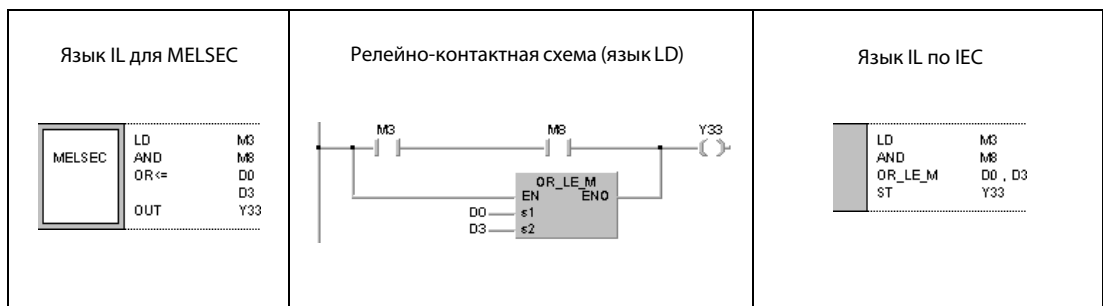 Язык IL для MELSEC
MELSEC
LD M3
AND M8
OR<= D0
D3
OUT Y33
Релейно-контактная схема (язык LD)
M3 M8 Y33
OR_LE_M
EN ENO
D0 s1
D3 s2
Язык IL по IEC
LD M3
AND M8
OR_LE_M D0 , D3
ST Y33